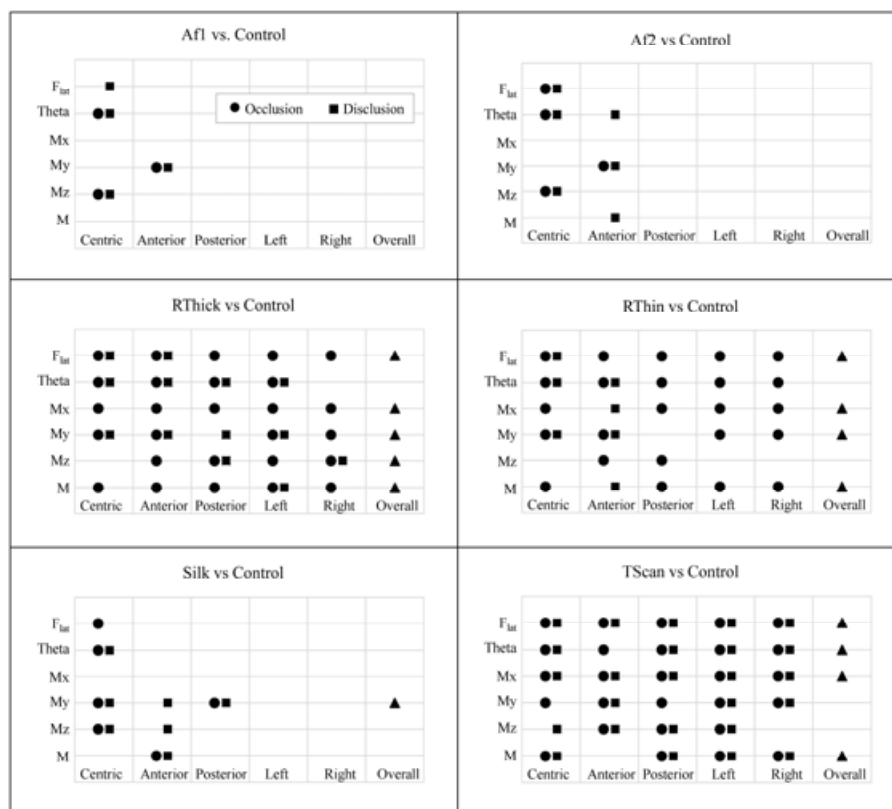 Af1 vs. Control
F_lat
Theta
Mx
My
Mz
M
Occlusion Disclusion
Centric Anterior Posterior Left Right Overall
Af2 vs Control
F_lat
Theta
Mx
My
Mz
M
Centric Anterior Posterior Left Right Overall
RThick vs Control
F_lat
Theta
Mx
My
Mz
M
Centric Anterior Posterior Left Right Overall
RThin vs Control
F_lat
Theta
Mx
My
Mz
M
Centric Anterior Posterior Left Right Overall
Silk vs Control
F_lat
Theta
Mx
My
Mz
M
Centric Anterior Posterior Left Right Overall
TScan vs Control
F_lat
Theta
Mx
My
Mz
M
Centric Anterior Posterior Left Right Overall